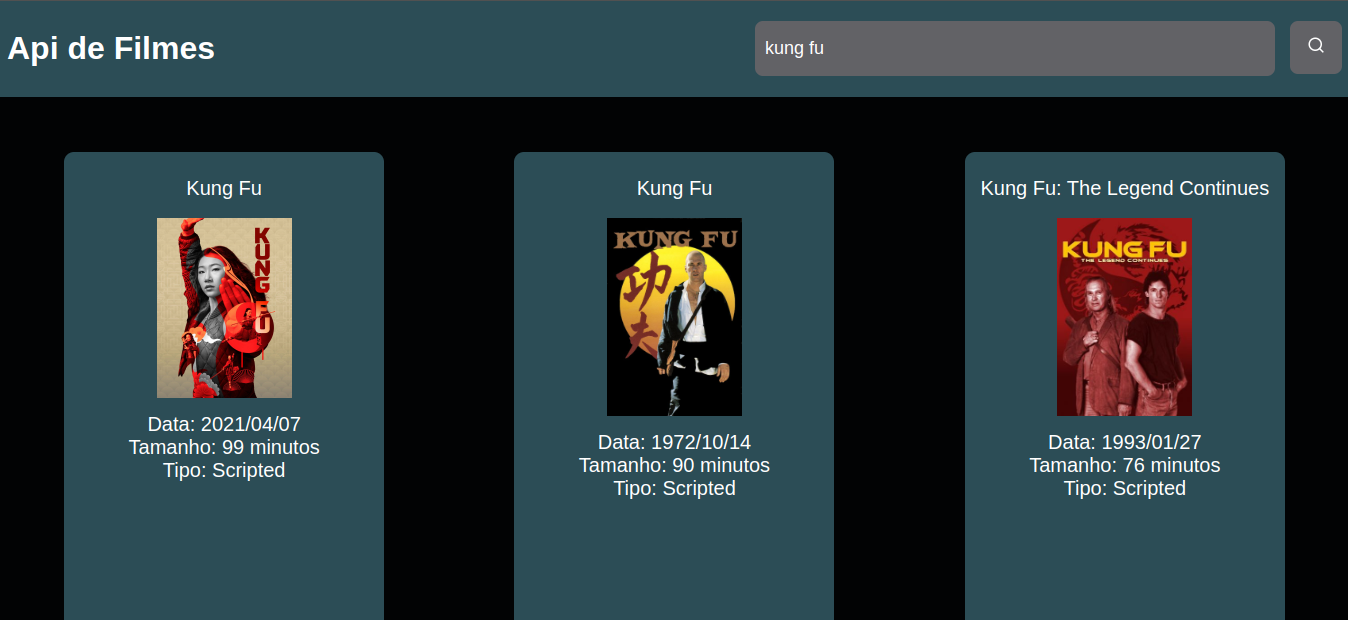 Api de Filmes
kung fu
Kung Fu
KUNG FU
Data: 2021/04/07
Tamanho: 99 minutos
Tipo: Scripted
Kung Fu
KUNG FU
功夫
Data: 1972/10/14
Tamanho: 90 minutos
Tipo: Scripted
Kung Fu: The Legend Continues
KUNG FU
THE LEGEND CONTINUES
Data: 1993/01/27
Tamanho: 76 minutos
Tipo: Scripted